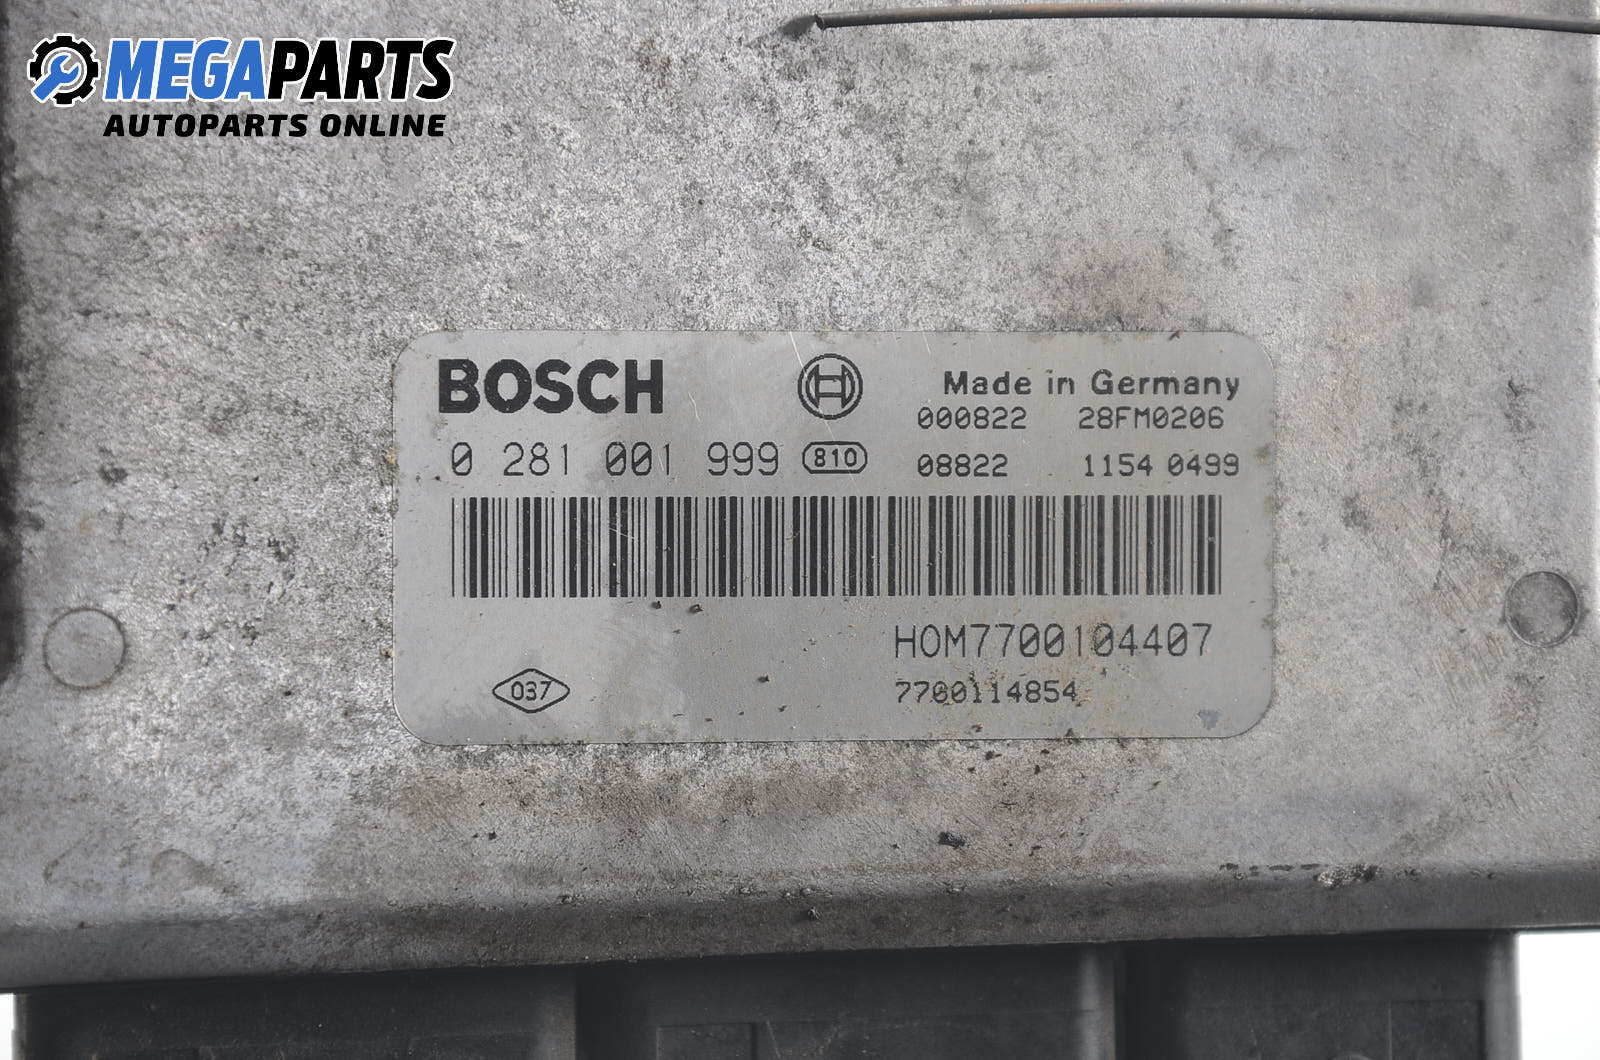 MEGAPARTS
AUTOPARTS ONLINE
BOSCH
Made in Germany
000822 28FM0206
0 281 001 999 810 08822 1154 0499
HOM7700104407
037 7700114854